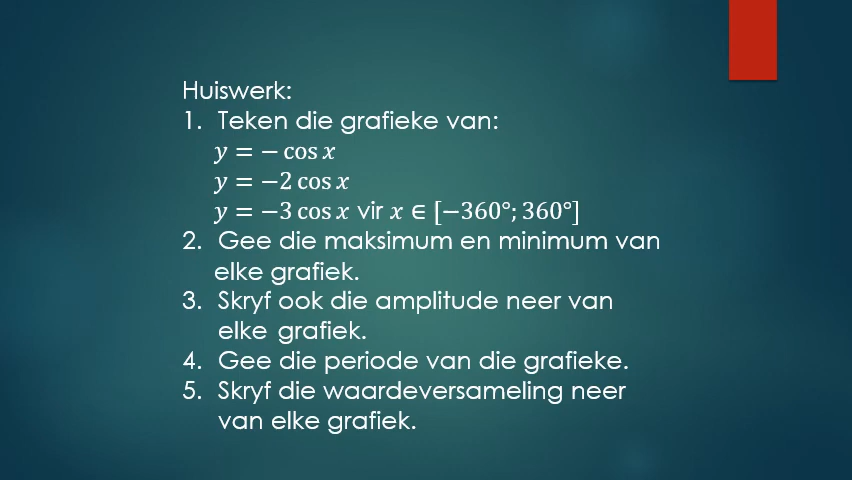 Huiswerk:
1. Teken die grafieke van:
y = − cos x
y = −2 cos x
y = −3 cos x vir x ∈ [−360°; 360°]
2. Gee die maksimum en minimum van
elke grafiek.
3. Skryf ook die amplitude neer van
elke grafiek.
4. Gee die periode van die grafieke.
5. Skryf die waardeversameling neer
van elke grafiek.